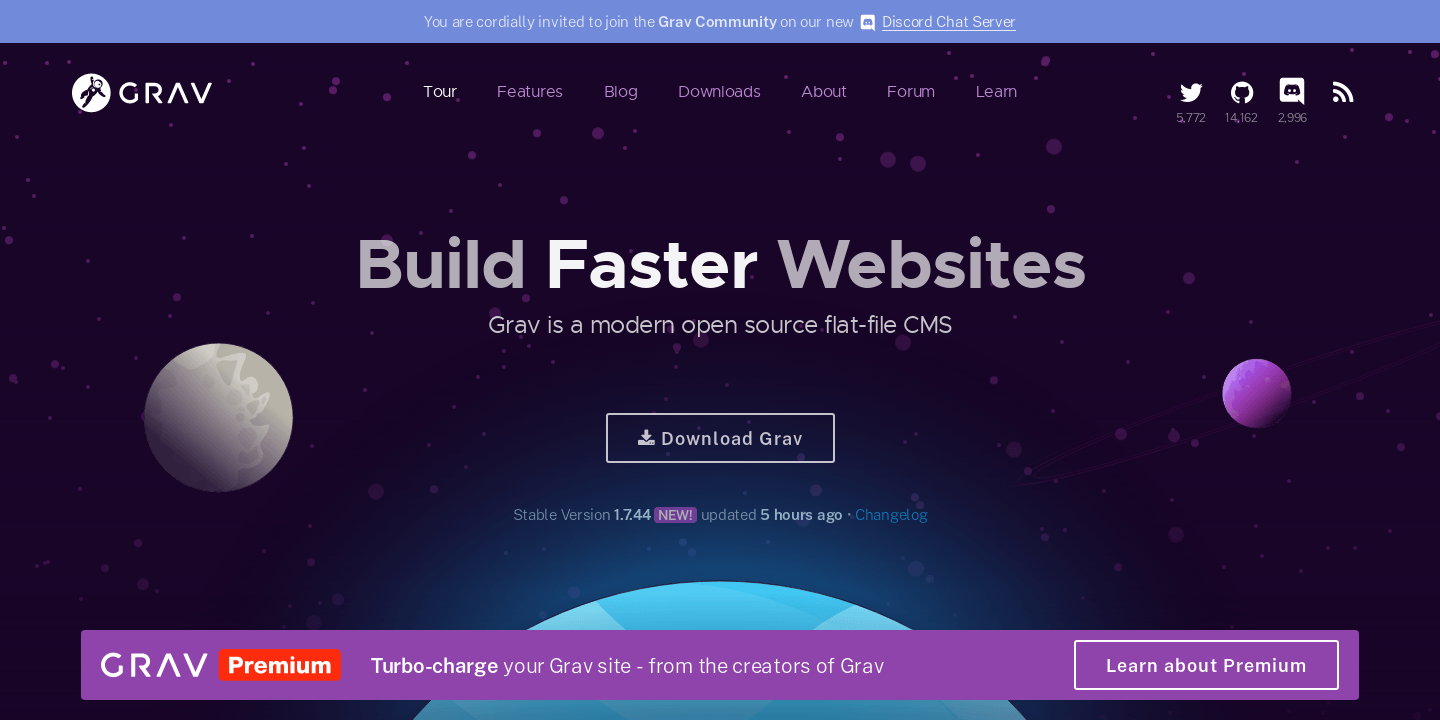 You are cordially invited to join the Grav Community on our new Discord Chat Server
GRAV
Tour Features Blog Downloads About Forum Learn
5,772 14,162 2,996
Build Faster Websites
Grav is a modern open source flat-file CMS
Download Grav
Stable Version 1.7.44 NEW! updated 5 hours ago • Changelog
GRAV Premium Turbo-charge your Grav site - from the creators of Grav Learn about Premium